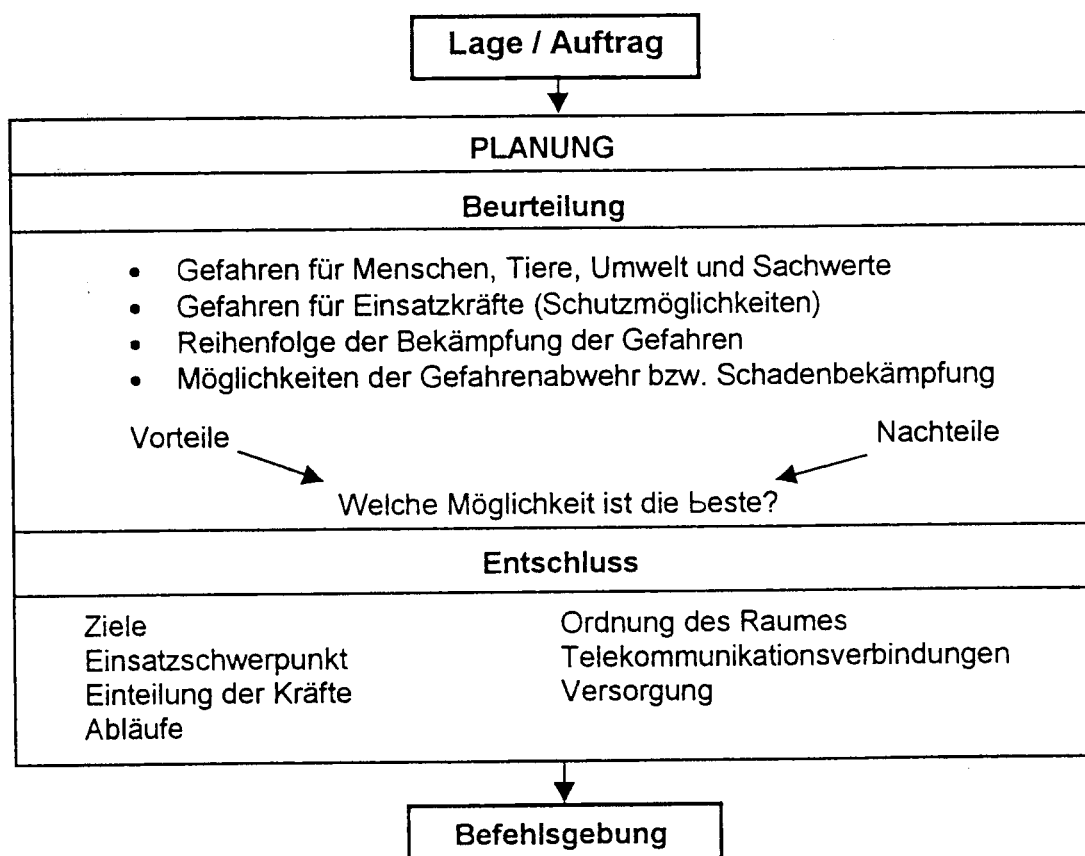 Lage / Auftrag
PLANUNG
Beurteilung
• Gefahren für Menschen, Tiere, Umwelt und Sachwerte
• Gefahren für Einsatzkräfte (Schutzmöglichkeiten)
• Reihenfolge der Bekämpfung der Gefahren
• Möglichkeiten der Gefahrenabwehr bzw. Schadenbekämpfung
Vorteile
Nachteile
Welche Möglichkeit ist die beste?
Entschluss
Ziele
Einsatzschwerpunkt
Einteilung der Kräfte
Abläufe
Ordnung des Raumes
Telekommunikationsverbindungen
Versorgung
Befehlsgebung